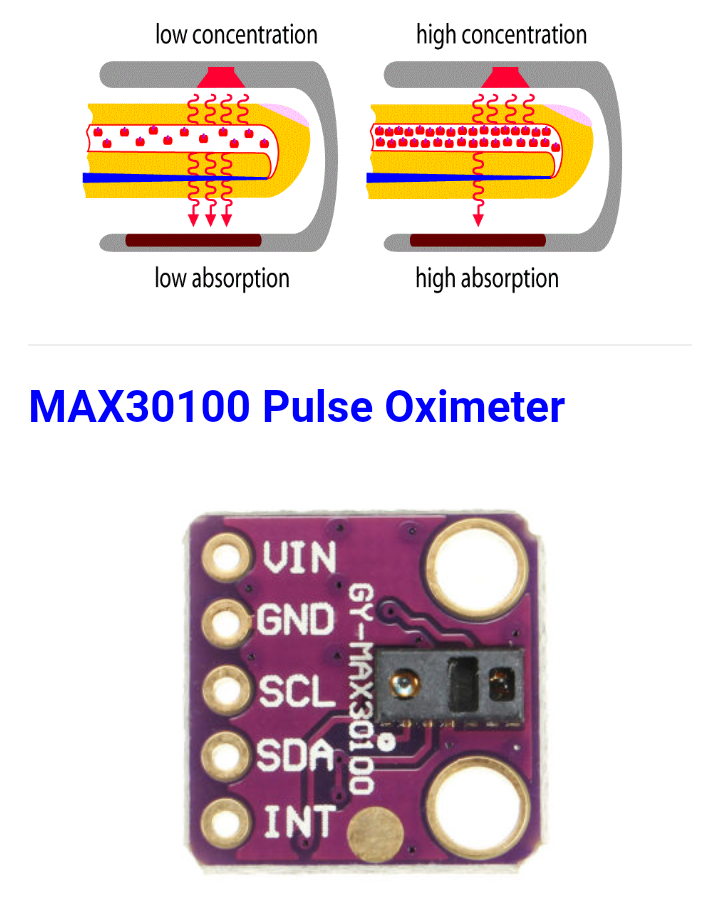 low concentration
high concentration
low absorption
high absorption
MAX30100 Pulse Oximeter
VIN
GND
SCL
SDA
INT
GY-MAX30100